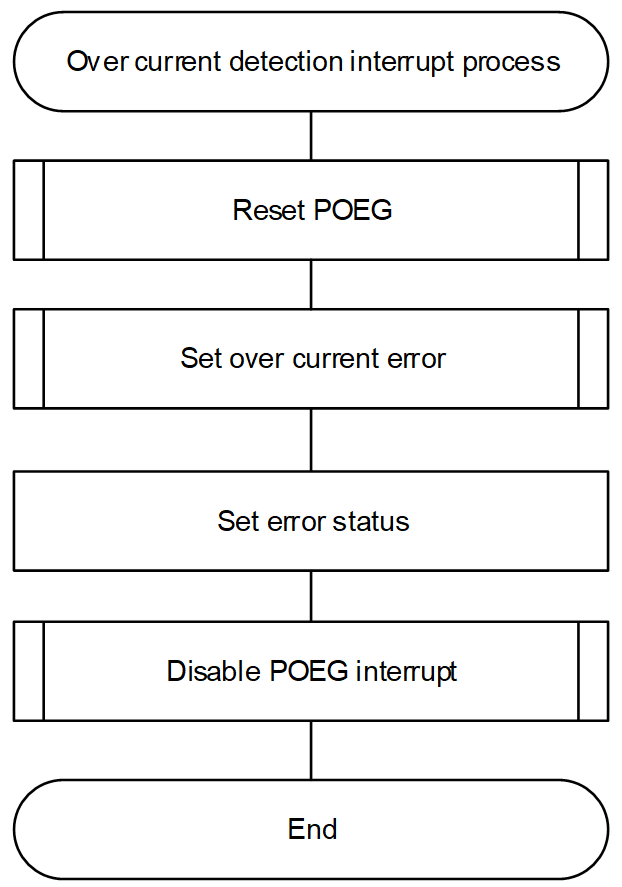 Over current detection interrupt process
Reset POEG
Set over current error
Set error status
Disable POEG interrupt
End